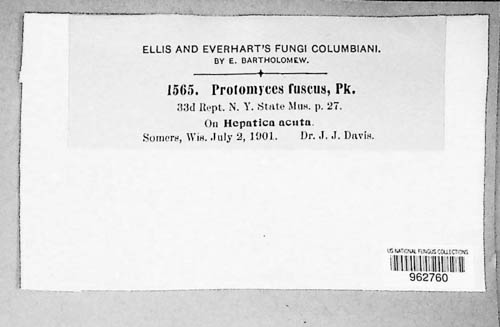 ELLIS AND EVERHART'S FUNGI COLUMBIANI.
BY E. BARTHOLOMEW.
1565. Protomyces fuscus, Pk.
33d Rept. N. Y. State Mus. p. 27.
On Hepatica acuta.
Somers, Wis. July 2, 1901. Dr. J. J. Davis.
US NATIONAL FUNGUS COLLECTIONS
962760